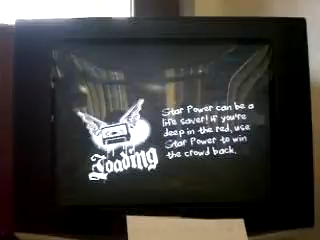 Star Power can be a
life saver! If you're
deep in the red, use
Star Power to win
the crowd back.
Loading